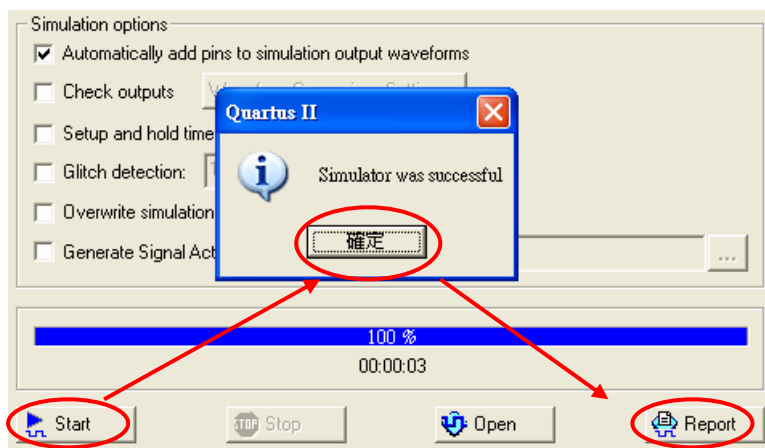 Simulation options
Automatically add pins to simulation output waveforms
Check outputs
Quartus II
Setup and hold time
Simulator was successful
Glitch detection:
Overwrite simulation
確定
Generate Signal Act
...
100 %
00:00:03
Start
STOP Stop
Open
Report